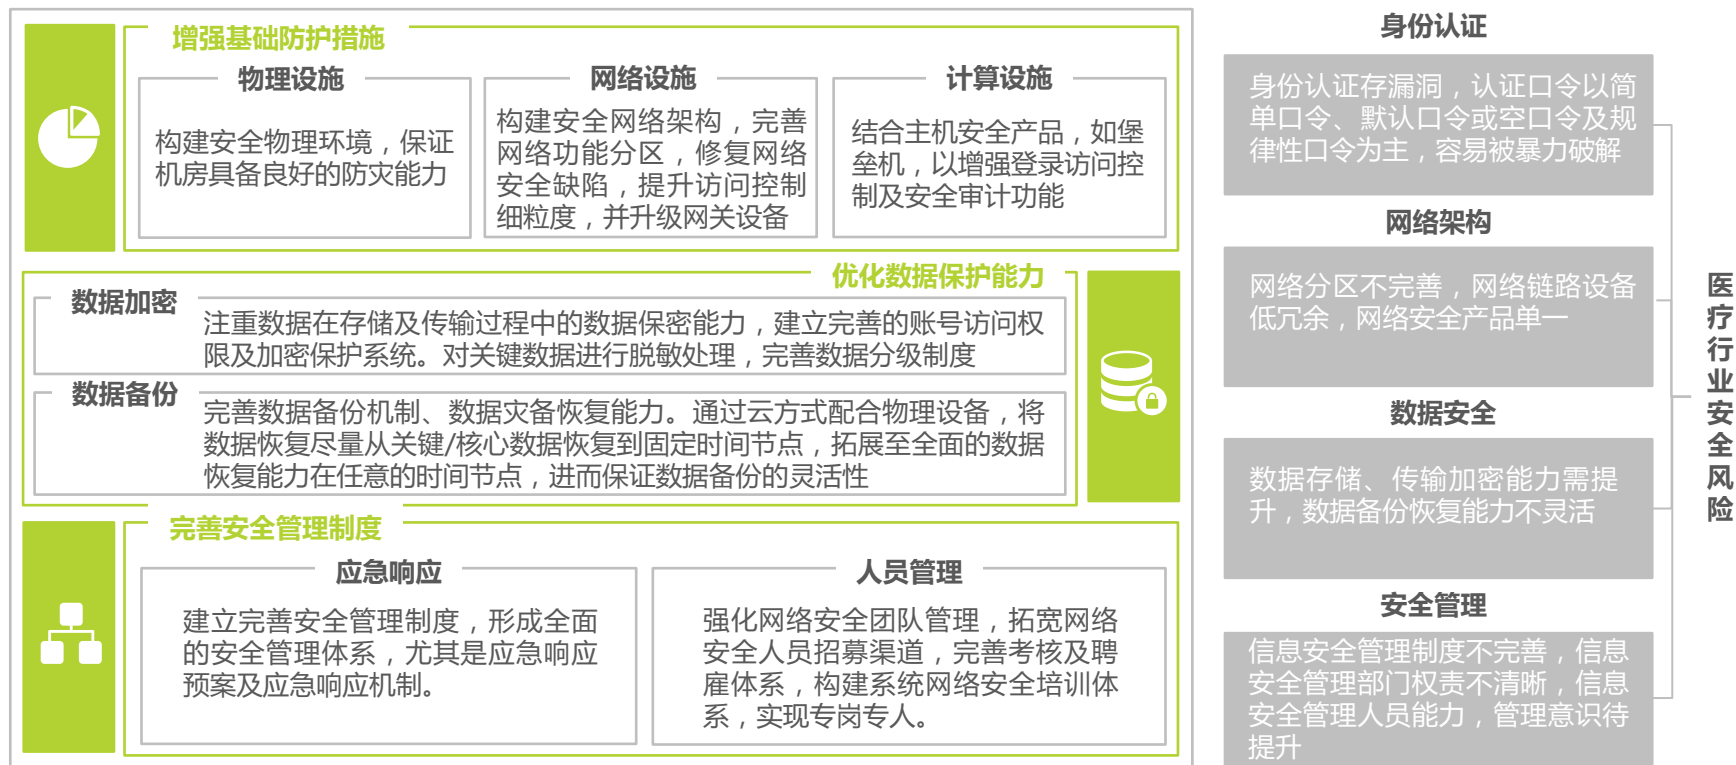 增强基础防护措施
物理设施
构建安全物理环境，保证
机房具备良好的防灾能力
网络设施
构建安全网络架构，完善
网络功能分区，修复网络
安全缺陷，提升访问控制
细粒度，并升级网关设备
计算设施
结合主机安全产品，如堡
垒机，以增强登录访问控
制及安全审计功能
优化数据保护能力
数据加密
注重数据在存储及传输过程中的数据保密能力，建立完善的账号访问权
限及加密保护系统。对关键数据进行脱敏处理，完善数据分级制度
数据备份
完善数据备份机制、数据灾备恢复能力。通过云方式配合物理设备，将
数据恢复尽量从关键/核心数据恢复到固定时间节点，拓展至全面的数据
恢复能力在任意的时间节点，进而保证数据备份的灵活性
完善安全管理制度
应急响应
建立完善安全管理制度，形成全面
的安全管理体系，尤其是应急响应
预案及应急响应机制。
人员管理
强化网络安全团队管理，拓宽网络
安全人员招募渠道，完善考核及聘
雇体系，构建系统网络安全培训体
系，实现专岗专人。
身份认证
身份认证存漏洞，认证口令以简
单口令、默认口令或空口令及规
律性口令为主，容易被暴力破解
网络架构
网络分区不完善，网络链路设备
低冗余，网络安全产品单一
数据安全
数据存储、传输加密能力需提
升，数据备份恢复能力不灵活
安全管理
信息安全管理制度不完善，信息
安全管理部门权责不清晰，信息
安全管理人员能力，管理意识待
提升
医疗行业安全风险